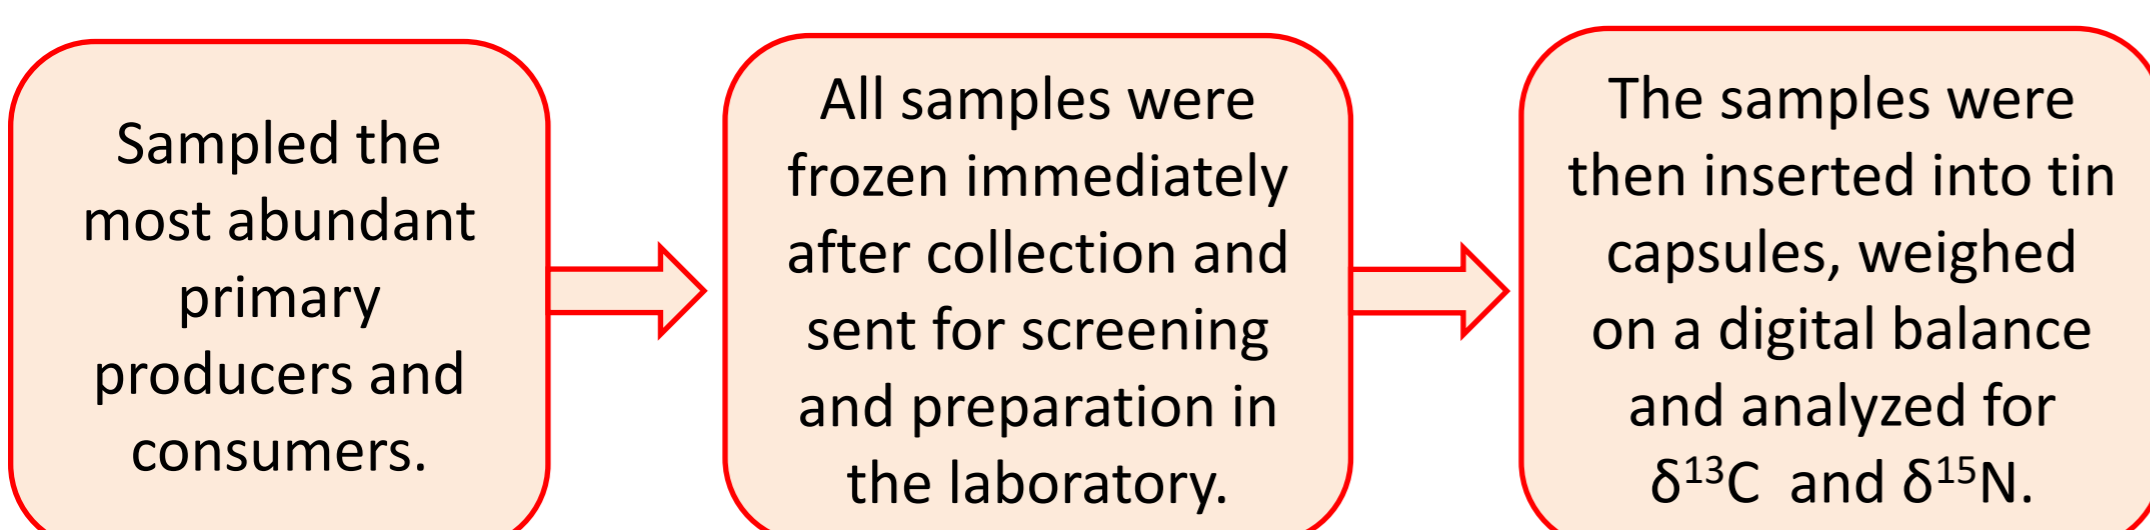 Sampled the
most abundant
primary
producers and
consumers.
All samples were
frozen immediately
after collection and
sent for screening
and preparation in
the laboratory.
The samples were
then inserted into tin
capsules, weighed
on a digital balance
and analyzed for
δ¹³C and δ¹⁵N.